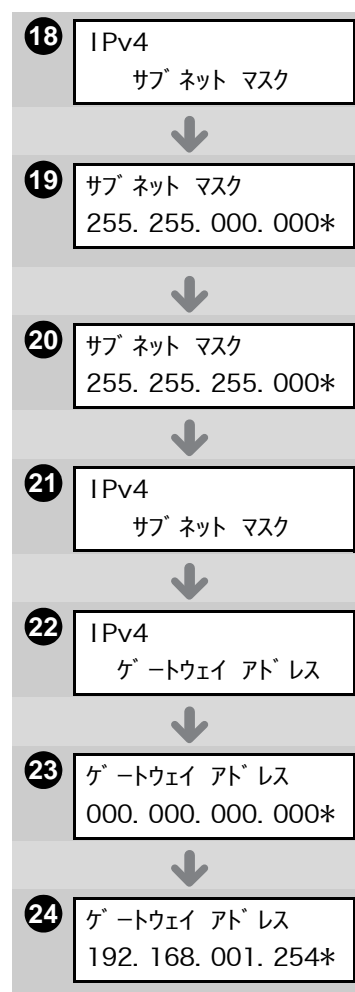 18
IPv4
サブネット マスク
19
サブネット マスク
255. 255. 000. 000*
20
サブネット マスク
255. 255. 255. 000*
21
IPv4
サブネット マスク
22
IPv4
ゲートウェイ アドレス
23
ゲートウェイ アドレス
000. 000. 000. 000*
24
ゲートウェイ アドレス
192. 168. 001. 254*